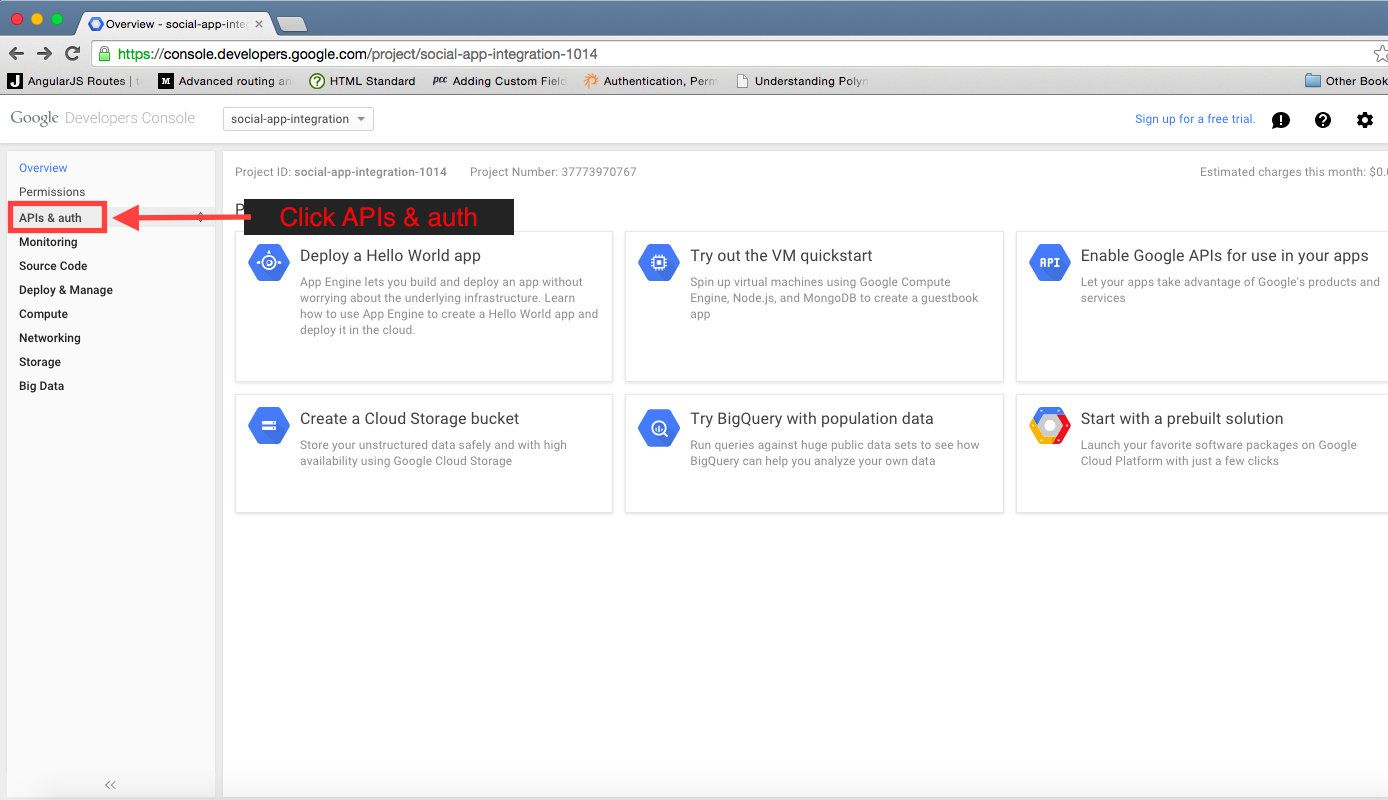 Overview - social-app-inte
https://console.developers.google.com/project/social-app-integration-1014
AngularJS Routes |
Advanced routing an
HTML Standard
pcc Adding Custom Field
Authentication, Perm
Understanding Polym
Other Book
Google Developers Console
social-app-integration
Sign up for a free trial.
Overview
Permissions
APIs & auth
Monitoring
Source Code
Deploy & Manage
Compute
Networking
Storage
Big Data
Project ID: social-app-integration-1014
Project Number: 37773970767
Estimated charges this month: $0.0
Click APIs & auth
Deploy a Hello World app
App Engine lets you build and deploy an app without
worrying about the underlying infrastructure. Learn
how to use App Engine to create a Hello World app and
deploy it in the cloud.
Try out the VM quickstart
Spin up virtual machines using Google Compute
Engine, Node.js, and MongoDB to create a guestbook
app
API
Enable Google APIs for use in your apps
Let your apps take advantage of Google's products and
services
Create a Cloud Storage bucket
Store your unstructured data safely and with high
availability using Google Cloud Storage
Try BigQuery with population data
Run queries against huge public data sets to see how
BigQuery can help you analyze your own data
Start with a prebuilt solution
Launch your favorite software packages on Google
Cloud Platform with just a few clicks